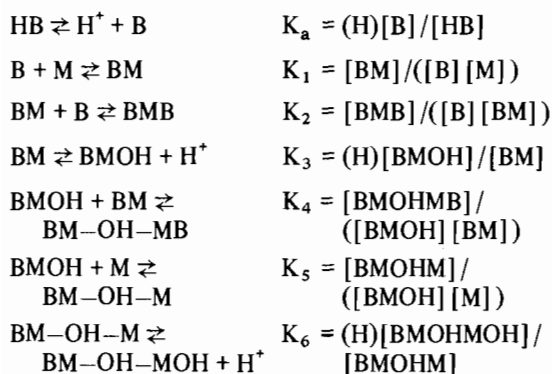 HB ⇄ H⁺ + B    Kₐ = (H)[B]/[HB]
B + M ⇄ BM    K₁ = [BM]/([B][M])
BM + B ⇄ BMB    K₂ = [BMB]/([B][BM])
BM ⇄ BMOH + H⁺    K₃ = (H)[BMOH]/[BM]
BMOH + BM ⇄    K₄ = [BMOHMB]/
BM–OH–MB    ([BMOH][BM])
BMOH + M ⇄    K₅ = [BMOHM]/
BM–OH–M    ([BMOH][M])
BM–OH–M ⇄    K₆ = (H)[BMOHMOH]/
BM–OH–MOH + H⁺    [BMOHM]